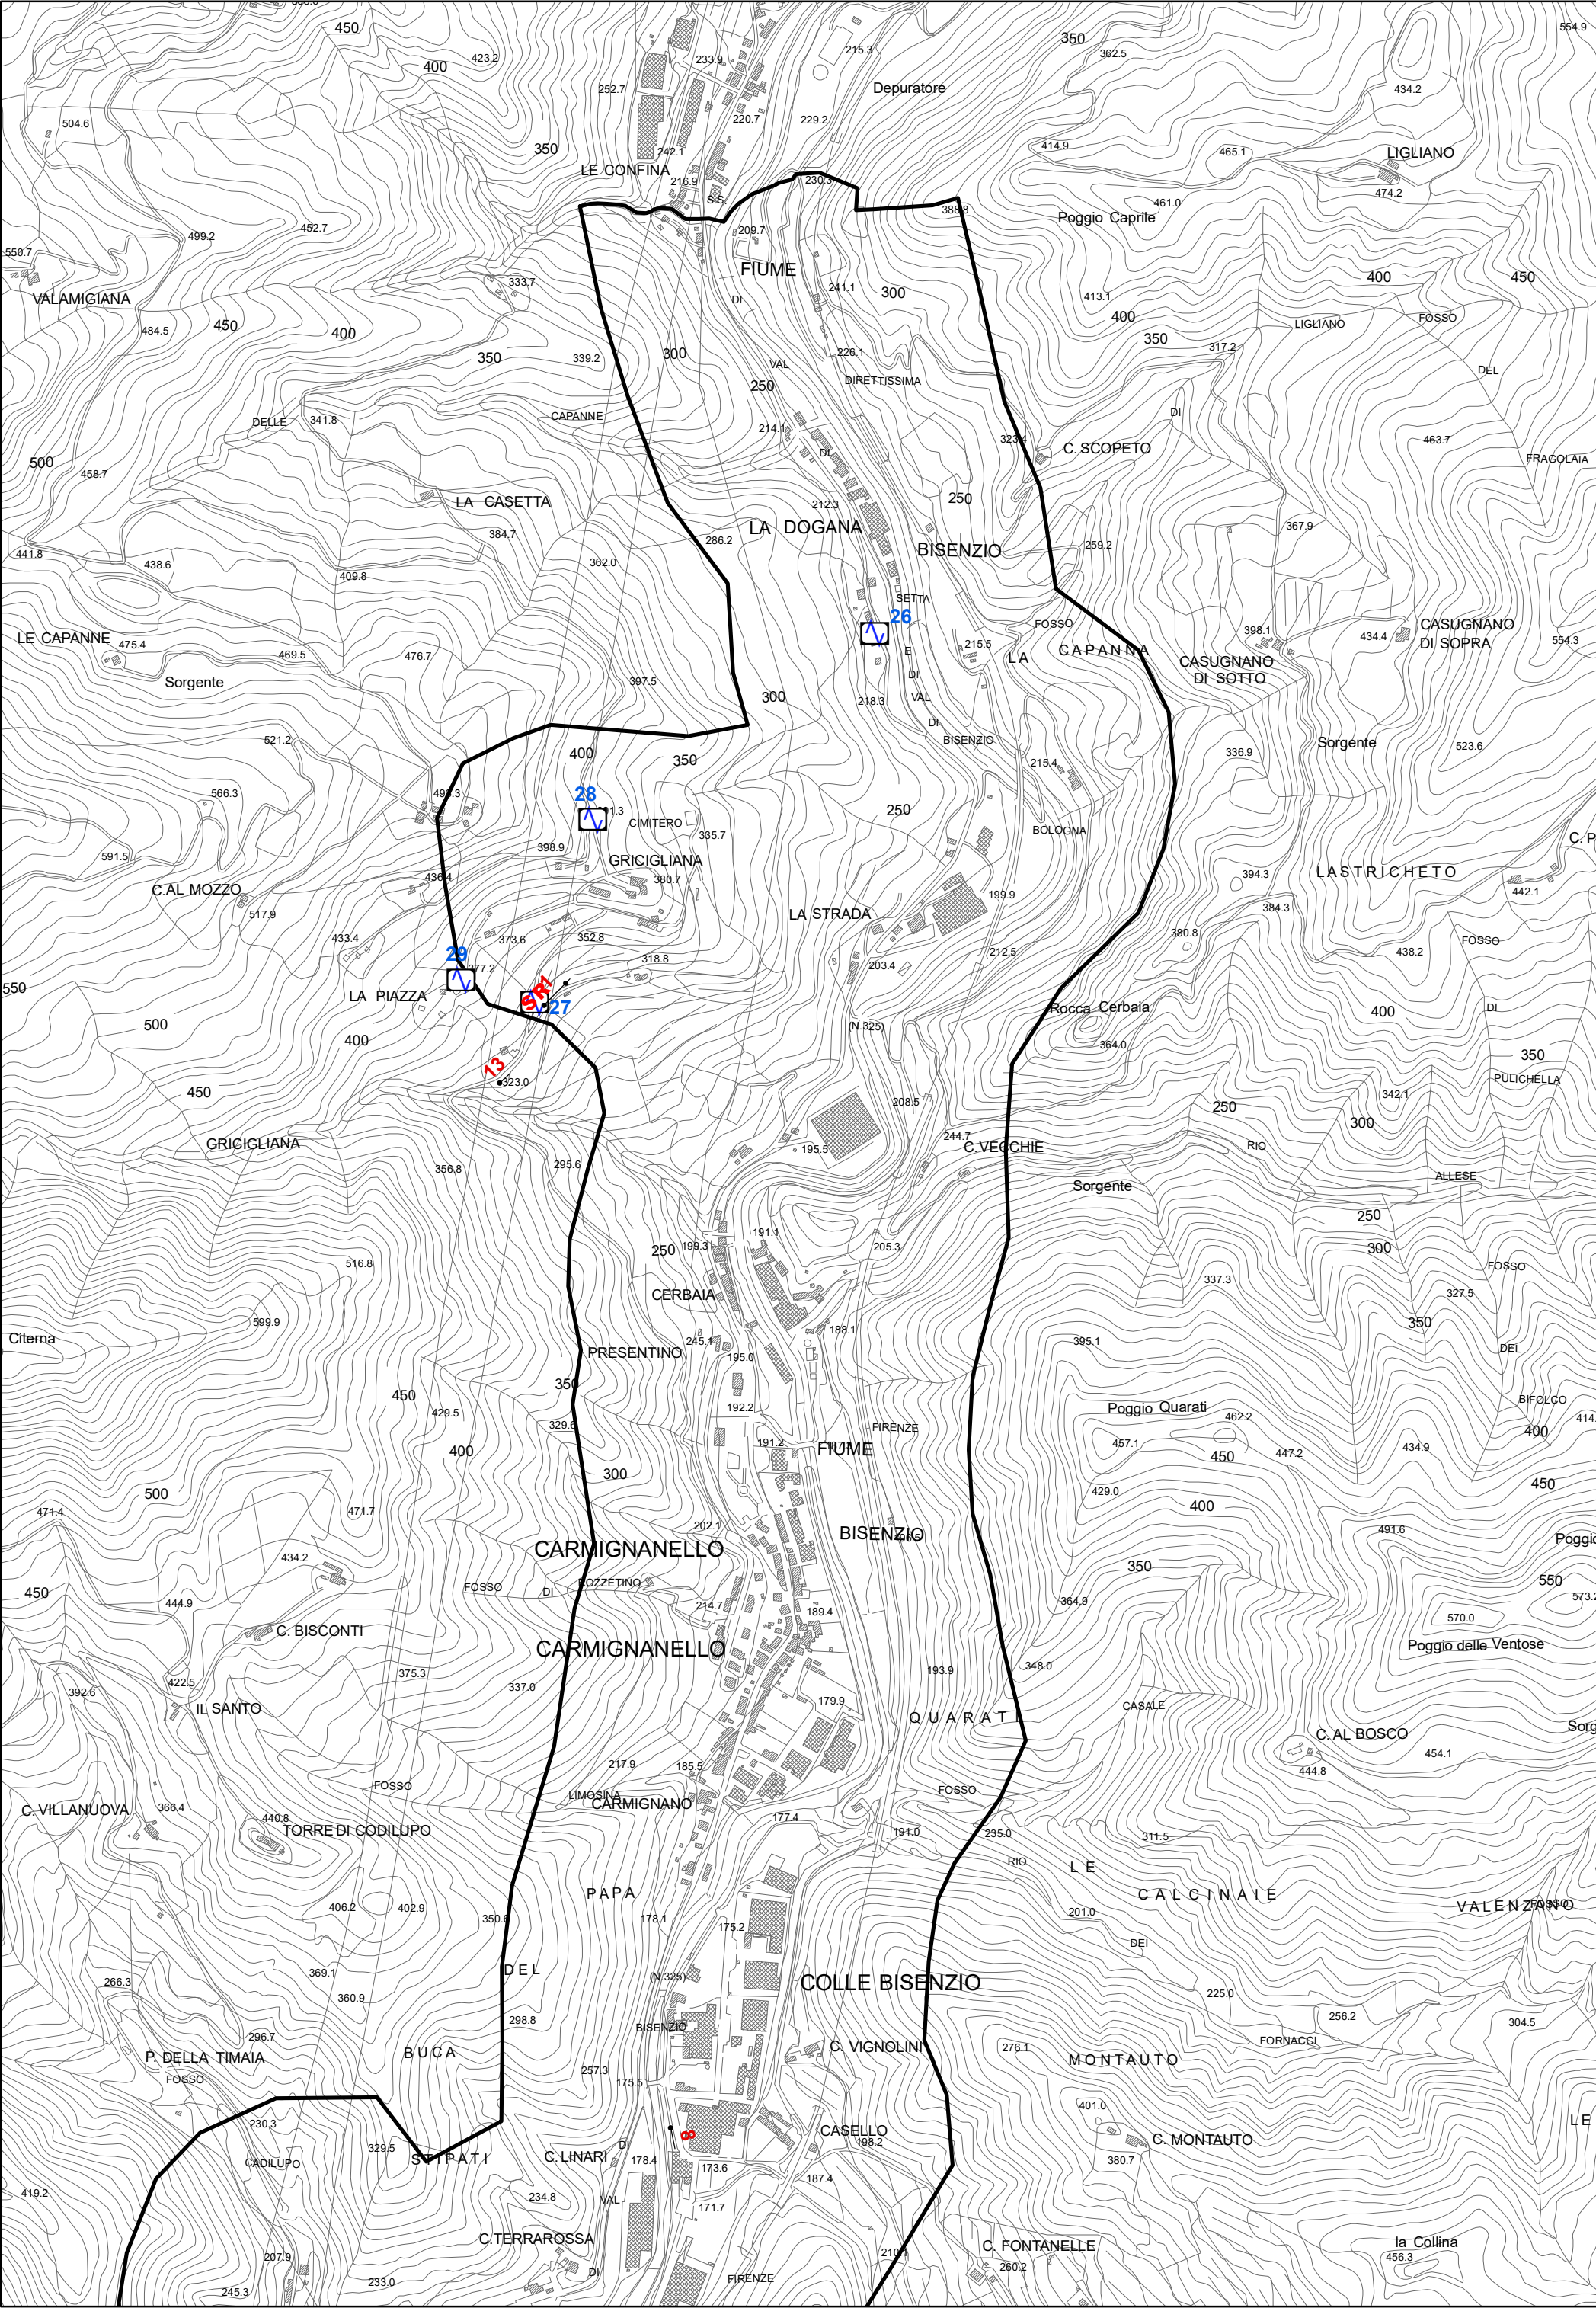 450
554.9
350
362.5
423.2
400
233.9
215.3
252.7
Depuratore
434.2
504.6
220.7
229.2
350
242.1
414.9
465.1
LIGLIANO
LE CONFINA
216.9
230.3
474.2
S.S.
461.0
388.8
Poggio Caprile
452.7
499.2
209.7
550.7
FIUME
400
450
333.7
241.1
300
413.1
VALAMIGIANA
DI
400
FOSSO
484.5
450
400
LIGLIANO
350
317.2
350
339.2
300
226.1
VAL
DIRETTISSIMA
DEL
250
DELLE
341.8
CAPANNE
DI
214.1
323.4
463.7
C. SCOPETO
DI
500
458.7
FRAGOLAIA
LA CASETTA
250
212.3
384.7
LA DOGANA
367.9
286.2
441.8
438.6
362.0
BISENZIO
259.2
409.8
SETTA
26
FOSSO
CASUGNANO
LE CAPANNE
475.4
398.1
434.4
DI SOPRA
554.3
469.5
476.7
215.5
E
LA
CAPANNA
CASUGNANO
DI SOTTO
Sorgente
397.5
DI
300
218.3
VAL
DI
521.2
BISENZIO
Sorgente
523.6
400
350
336.9
215.4
566.3
493.3
28
250
CIMITERO
335.7
BOLOGNA
398.9
591.5
GRICIGLIANA
C. P
436.4
380.7
394.3
LASTRICHETO
C.AL MOZZO
442.1
199.9
517.9
LA STRADA
384.3
433.4
373.6
352.8
380.8
FOSSO
212.5
29
318.8
438.2
203.4
377.2
550
LA PIAZZA
SR1
27
Rocca Cerbaia
400
DI
500
(N.325)
400
364.0
350
13
323.0
PULICHELLA
450
208.5
342.1
250
300
GRICIGLIANA
244.7
195.5
C.VECCHIE
RIO
356.8
295.6
ALLESE
Sorgente
250
191.1
250
199.3
205.3
300
516.8
FOSSO
337.3
CERBAIA
327.5
599.9
350
188.1
Citerna
245.1
395.1
PRESENTINO
195.0
DEL
350
450
BIFOLCO
192.2
Poggio Quarati
429.5
329.6
FIRENZE
462.2
414.
400
191.2
FIUME
457.1
434.9
400
450
447.2
300
450
429.0
500
471.7
400
471.4
202.1
BISENZIO
491.6
CARMIGNANELLO
434.2
Poggio
350
450
FOSSO
DI
ROZZETINO
550
444.9
364.9
573.2
214.7
189.4
570.0
C. BISCONTI
CARMIGNANELLO
Poggio delle Ventose
375.3
193.9
348.0
422.5
392.6
337.0
179.9
IL SANTO
CASALE
QUARATI
Sorg
C. AL BOSCO
454.1
217.9
185.5
444.8
FOSSO
LIMOSINA
FOSSO
CARMIGNANO
C. VILLANUOVA
366.4
440.8
177.4
TORRE DI CODILUPO
191.0
235.0
311.5
RIO
LE
PAPA
CALCINAIE
406.2
402.9
VALENZANO
FOSSO
350.6
178.1
201.0
175.2
DEI
369.1
DEL
(N.325)
266.3
COLLE BISENZIO
360.9
225.0
298.8
256.2
304.5
BISENZIO
296.7
FORNACCI
P. DELLA TIMAIA
BUCA
C. VIGNOLINI
276.1
MONTAUTO
FOSSO
257.3
175.5
401.0
230.3
8
CASELLO
LE
329.5
198.2
C. MONTAUTO
STIPATI
C. LINARI
DI
CADILUPO
178.4
173.6
380.7
187.4
419.2
234.8
VAL
171.7
C.TERRAROSSA
la Collina
C. FONTANELLE
207.9
210.1
456.3
260.2
DI
FIRENZE
233.0
245.3